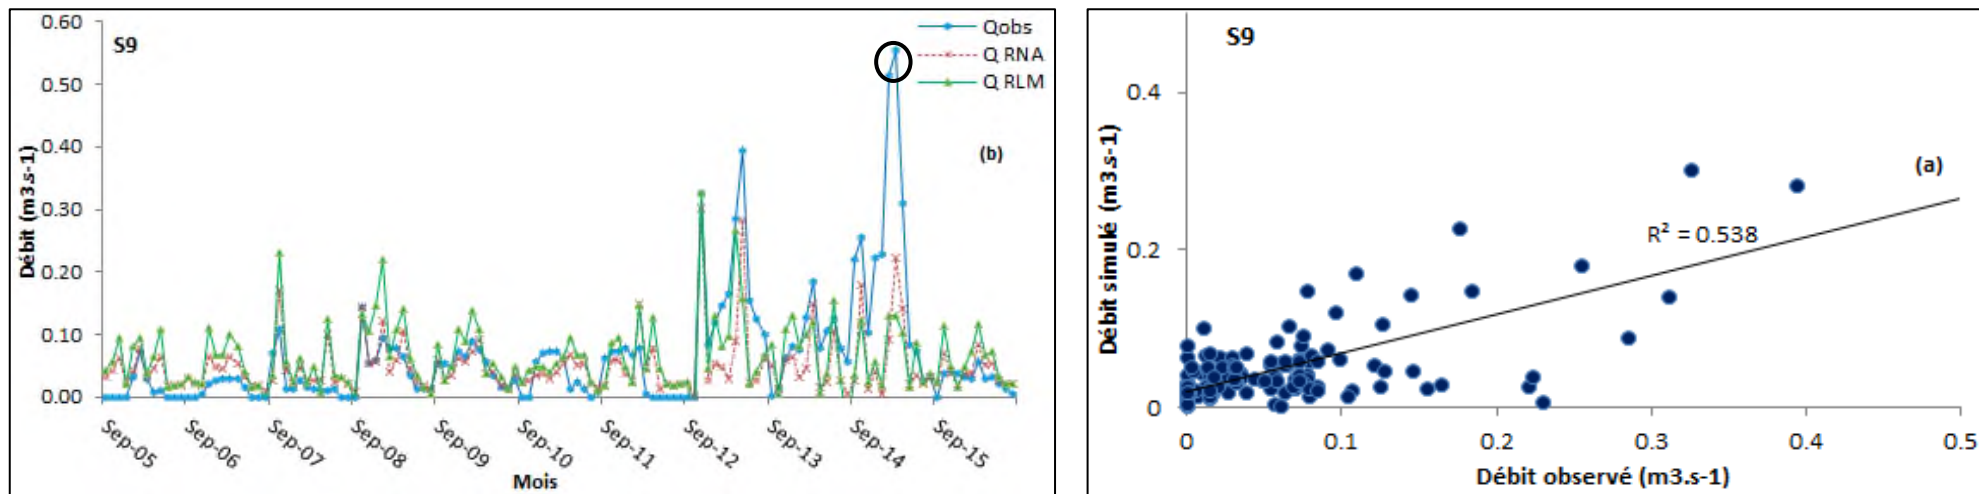 S9
Qobs
Q RNA
Q RLM
(b)
Débit (m3.s-1)
0.60
0.50
0.40
0.30
0.20
0.10
0.00
Sep-05
Sep-06
Sep-07
Sep-08
Sep-09
Sep-10
Sep-11
Sep-12
Sep-13
Sep-14
Sep-15
Mois
S9
(a)
R² = 0.538
Débit simulé (m3.s-1)
0.4
0.2
0
0
0.1
0.2
0.3
0.4
0.5
Débit observé (m3.s-1)